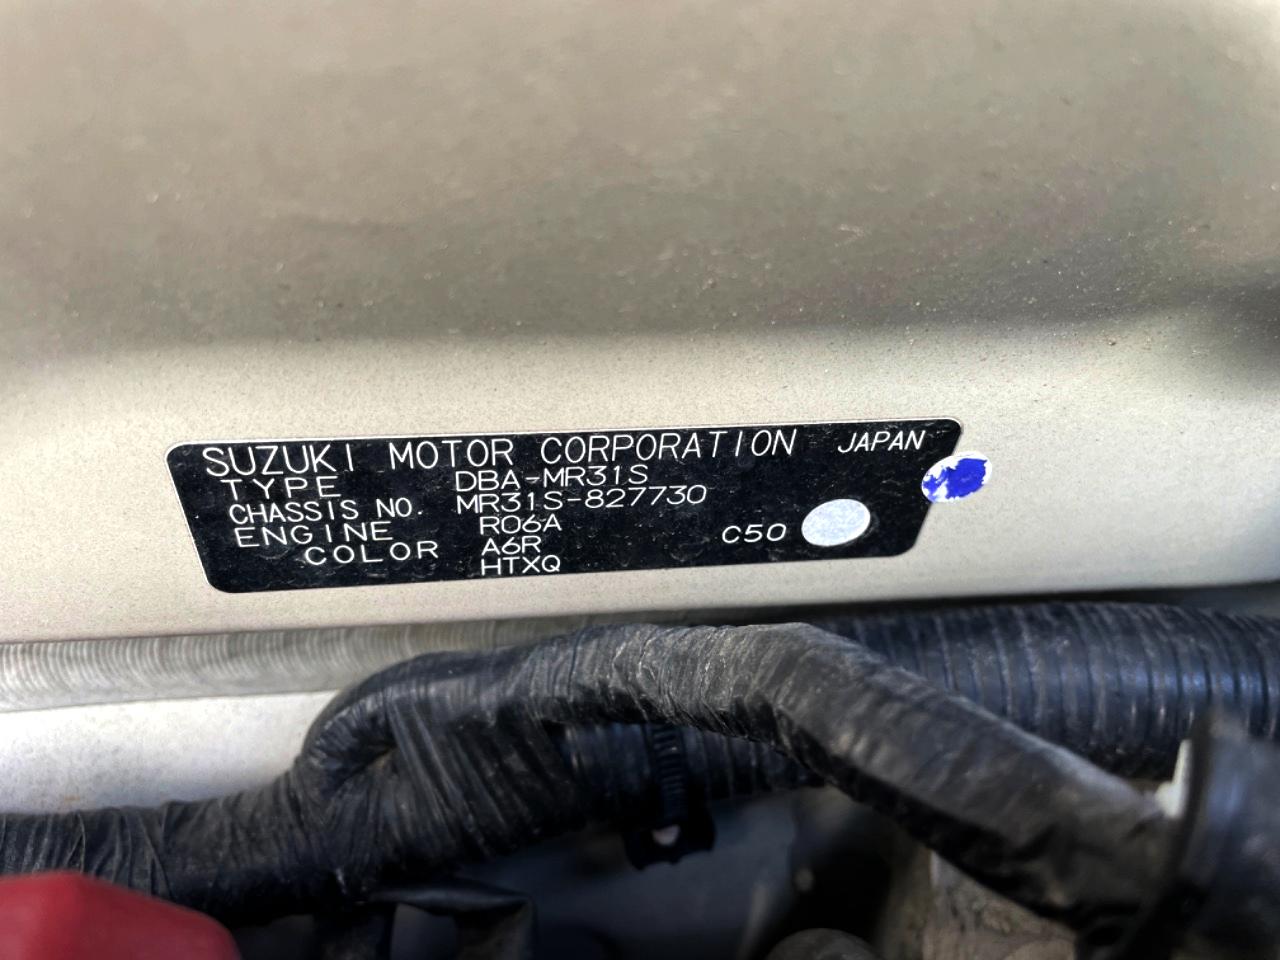 SUZUKI MOTOR CORPORATION JAPAN
TYPE DBA-MR31S
CHASSIS NO. MR31S-827730
ENGINE R06A
COLOR A6R C50
HTXQ